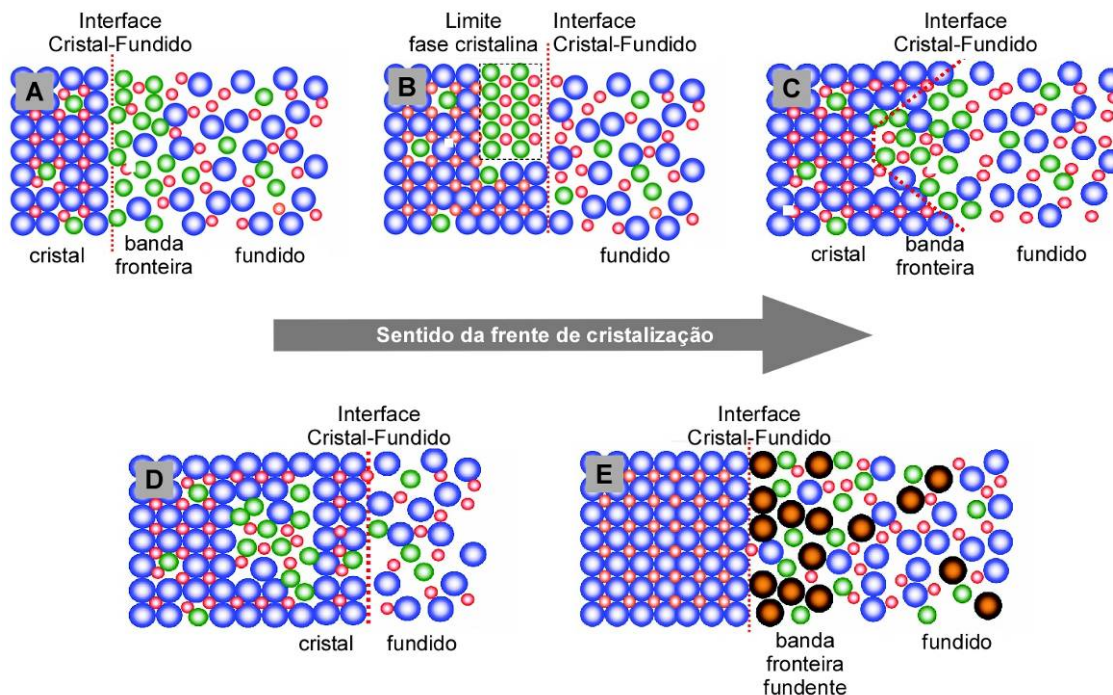 Interface
Cristal-Fundido
A
cristal
banda
fronteira
fundido
Limite
fase cristalina
Interface
Cristal-Fundido
B
fundido
Interface
Cristal-Fundido
C
cristal
banda
fronteira
fundido
Sentido da frente de cristalização
Interface
Cristal-Fundido
D
cristal
fundido
Interface
Cristal-Fundido
E
banda
fronteira
fundente
fundido